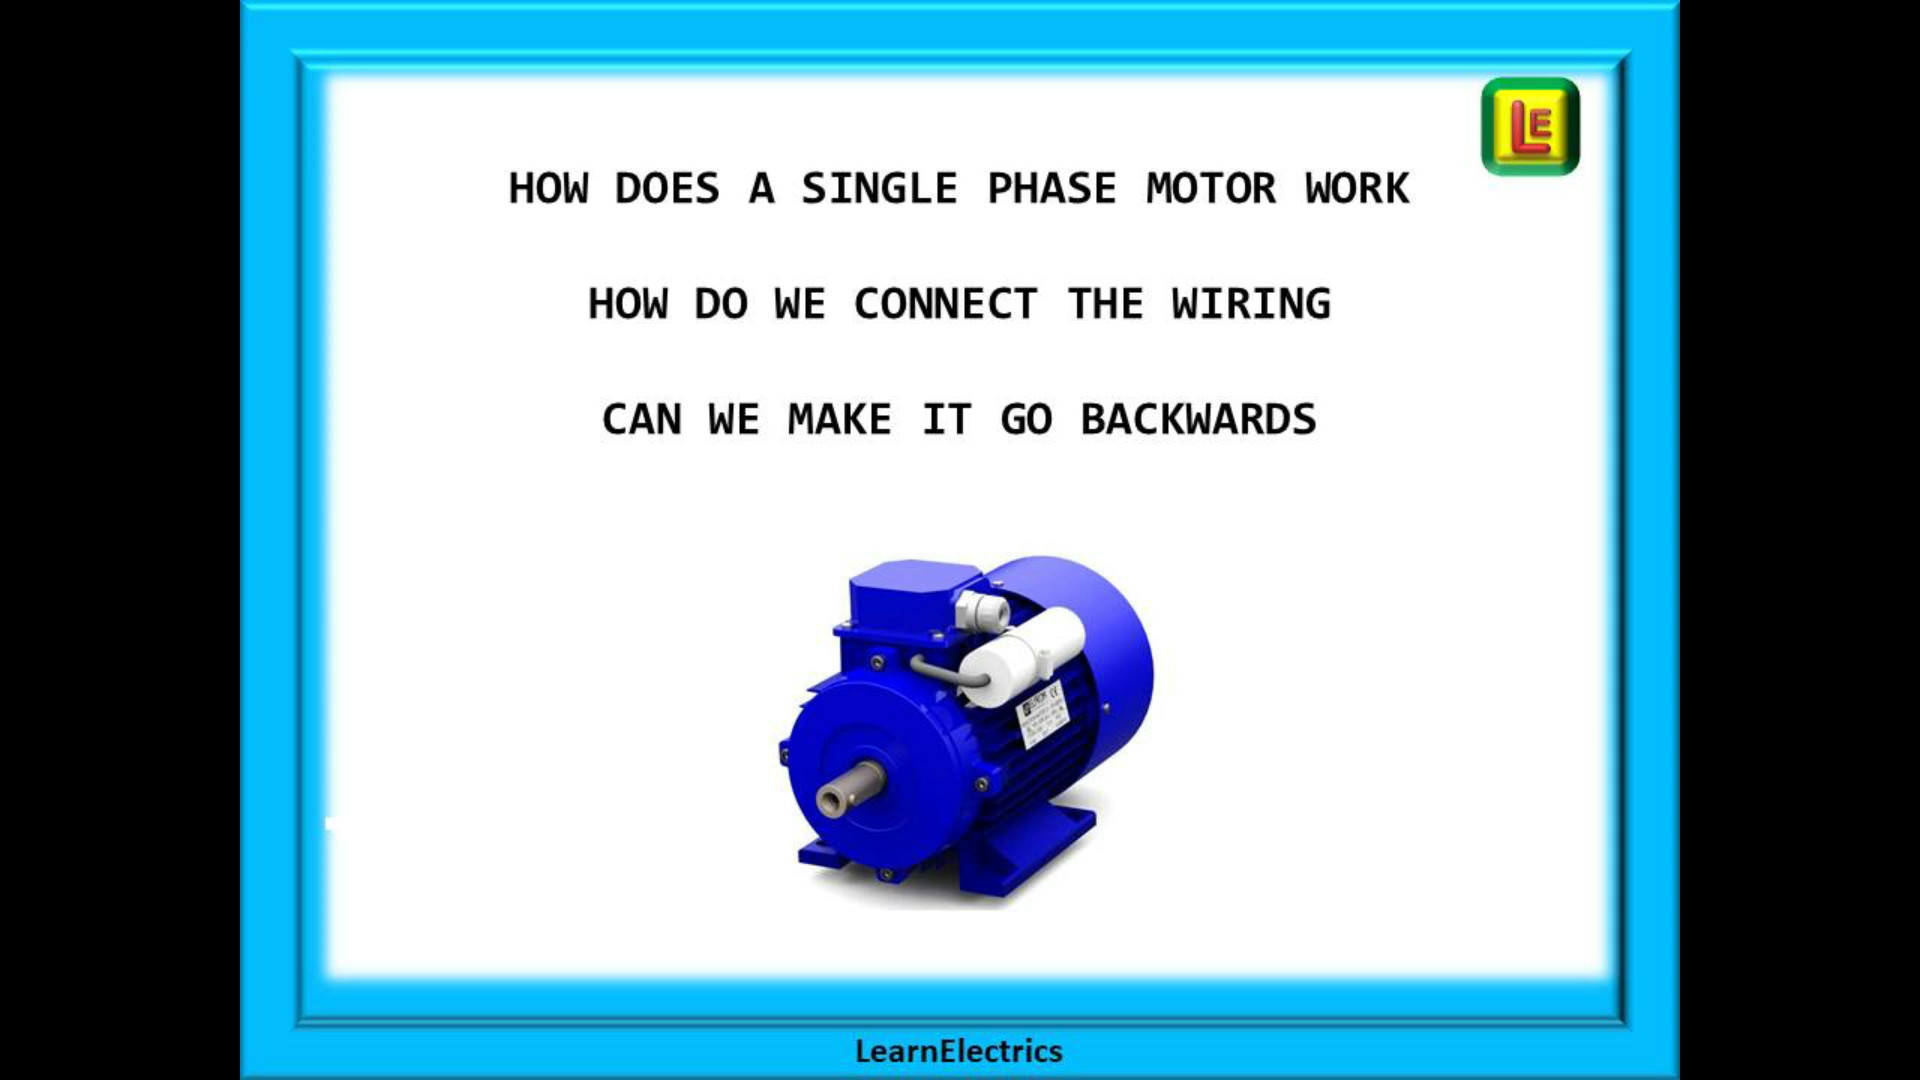 LE
HOW DOES A SINGLE PHASE MOTOR WORK
HOW DO WE CONNECT THE WIRING
CAN WE MAKE IT GO BACKWARDS
LearnElectrics